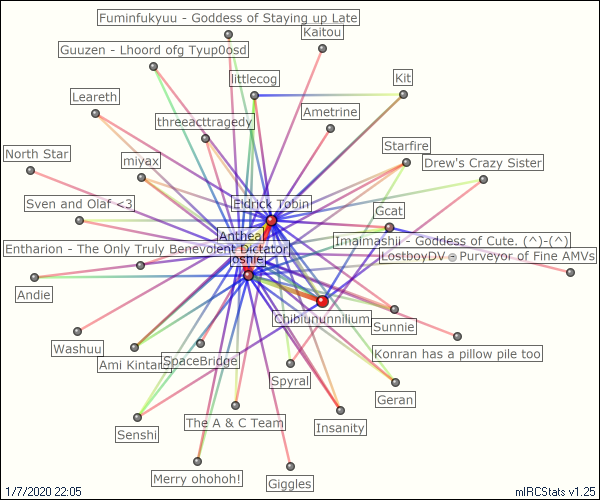 Fuminfukyuu - Goddess of Staying up Late
Kaitou
Guuzen - Lhoord ofg Tyup0osd
littlecog
Kit
Leareth
Ametrine
threeacttragedy
Starfire
North Star
miyax
Drew's Crazy Sister
Sven and Olaf <3
Eldrick Tobin
Gcat
Anthea
Imaimashii - Goddess of Cute. (^)-(^)
Entharion - The Only Truly Benevolent Dictator
LostboyDV - Purveyor of Fine AMVs
oshie
Andie
Chibiununnilium
Sunnie
Washuu
Ami Kintaro
SpaceBridge
Konran has a pillow pile too
Spyral
Geran
Senshi
The A & C Team
Insanity
Merry ohohoh!
Giggles
1/7/2020 22:05
mIRCStats v1.25